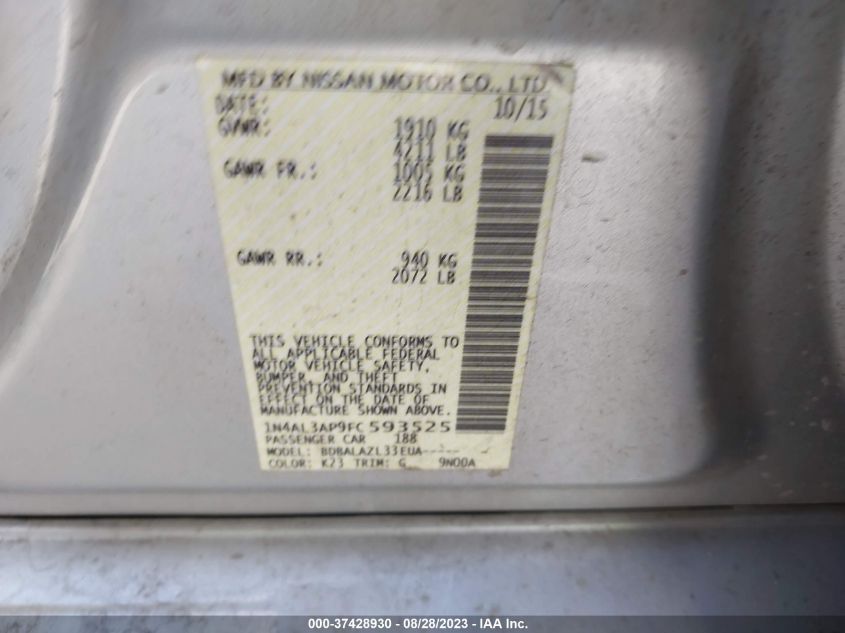 MFD BY NISSAN MOTOR CO., LTD.
DATE: 10/15
GVWR: 1910 KG
4211 LB
GAWR FR.: 1005 KG
2216 LB
GAWR RR.: 940 KG
2072 LB
THIS VEHICLE CONFORMS TO
ALL APPLICABLE FEDERAL
MOTOR VEHICLE SAFETY,
BUMPER, AND THEFT
PREVENTION STANDARDS IN
EFFECT ON THE DATE OF
MANUFACTURE SHOWN ABOVE.
1N4AL3AP9FC593525
PASSENGER CAR 188
MODEL: BDBALAZL33EUA-----
COLOR: K23 TRIM: G 9N00A
000-37428930 - 08/28/2023 - IAA Inc.